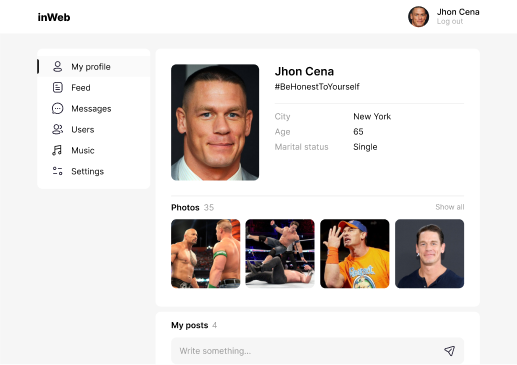 inWeb
Jhon Cena
Log out
My profile
Feed
Messages
Users
Music
Settings
Jhon Cena
#BeHonestToYourself
City New York
Age 65
Marital status Single
Photos 35
Show all
My posts 4
Write something...